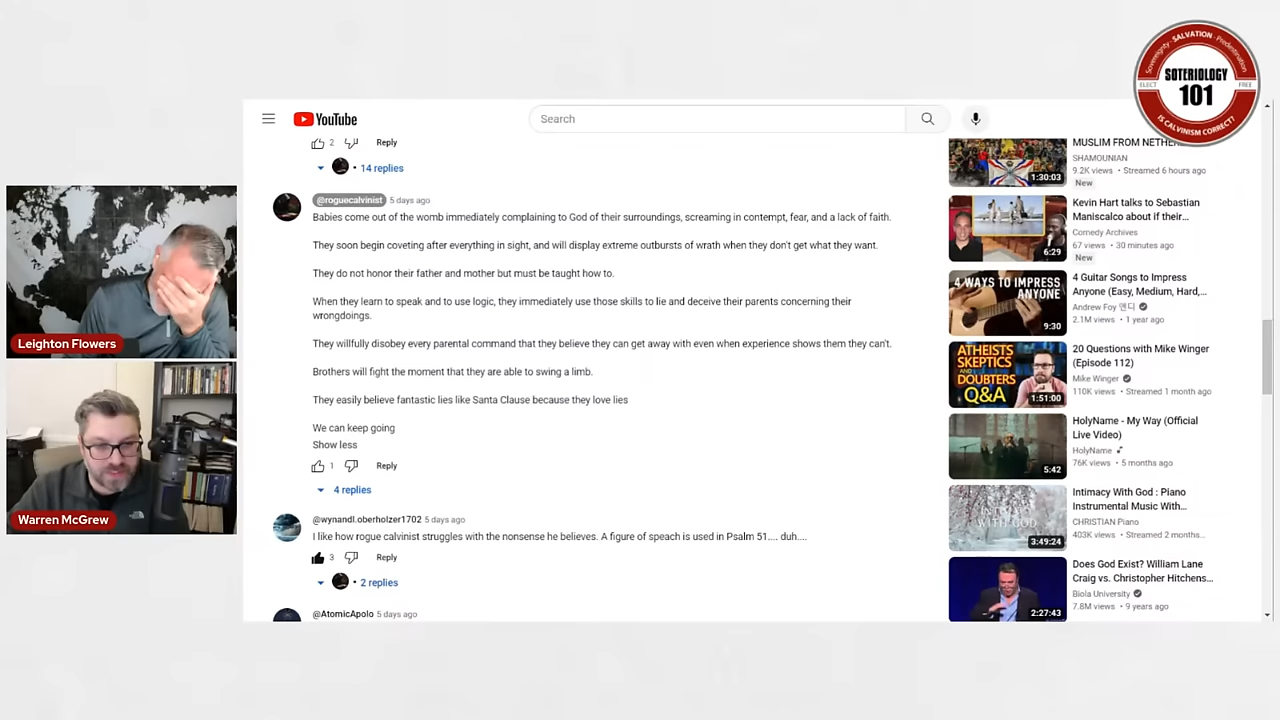 Sovereignty · SALVATION · Predestination
ELECT
SOTERIOLOGY
101
FREE
IS CALVINISM CORRECT?
YouTube
Search
2
Reply
14 replies
@roguecalvinist 5 days ago
Babies come out of the womb immediately complaining to God of their surroundings, screaming in contempt, fear, and a lack of faith.
They soon begin coveting after everything in sight, and will display extreme outbursts of wrath when they don't get what they want.
They do not honor their father and mother but must be taught how to.
When they learn to speak and to use logic, they immediately use those skills to lie and deceive their parents concerning their
wrongdoings.
They willfully disobey every parental command that they believe they can get away with even when experience shows them they can't.
Brothers will fight the moment that they are able to swing a limb.
They easily believe fantastic lies like Santa Clause because they love lies
We can keep going
Show less
1
Reply
4 replies
@wynandl.oberholzer1702 5 days ago
I like how rogue calvinist struggles with the nonsense he believes. A figure of speach is used in Psalm 51.... duh....
3
Reply
2 replies
@AtomicApolo 5 days ago
Leighton Flowers
Warren McGrew
1:30:03
MUSLIM FROM NETHE
SHAMOUNIAN
9.2K views • Streamed 6 hours ago
New
6:29
Kevin Hart talks to Sebastian
Maniscalco about if their...
Comedy Archives
67 views • 30 minutes ago
New
4 WAYS TO IMPRESS
ANYONE
9:30
4 Guitar Songs to Impress
Anyone (Easy, Medium, Hard,...
Andrew Foy 앤디
2.1M views • 1 year ago
ATHEISTS
SKEPTICS
AND DOUBTERS
Q&A
1:51:00
20 Questions with Mike Winger
(Episode 112)
Mike Winger
110K views • Streamed 1 month ago
5:42
HolyName - My Way (Official
Live Video)
HolyName
76K views • 5 months ago
INTIMACY
WITH GOD
3:49:24
Intimacy With God : Piano
Instrumental Music With...
CHRISTIAN Piano
403K views • Streamed 2 months...
2:27:43
Does God Exist? William Lane
Craig vs. Christopher Hitchens...
Biola University
7.8M views • 9 years ago